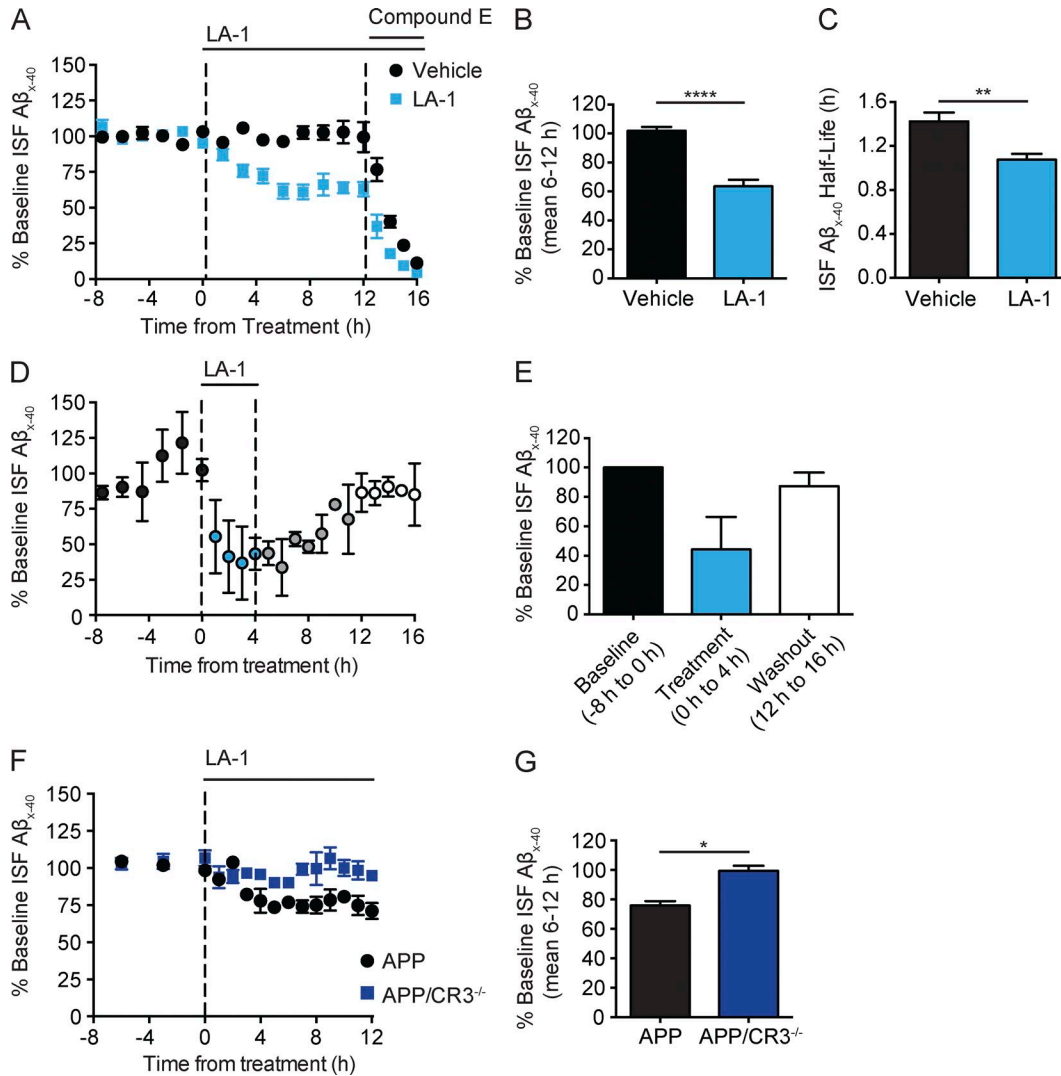 A
Compound E
LA-1
% Baseline ISF Aβx-40
150
125
100
75
50
25
0
-8 -4 0 4 8 12 16
Time from Treatment (h)
Vehicle
LA-1
B
% Baseline ISF Aβx-40
(mean 6-12 h)
120
100
80
60
40
20
0
****
Vehicle LA-1
C
ISF Aβx-40 Half-Life (h)
1.6
1.2
0.8
0.4
0.0
**
Vehicle LA-1
D
LA-1
% Baseline ISF Aβx-40
150
125
100
75
50
25
0
-8 -4 0 4 8 12 16
Time from treatment (h)
E
% Baseline ISF Aβx-40
120
100
80
60
40
20
0
Baseline
(-8 h to 0 h)
Treatment
(0 h to 4 h)
Washout
(12 h to 16 h)
F
LA-1
% Baseline ISF Aβx-40
150
125
100
75
50
25
0
-8 -4 0 4 8 12
Time from treatment (h)
APP
APP/CR3-/-
G
% Baseline ISF Aβx-40
(mean 6-12 h)
120
100
80
60
40
20
0
*
APP APP/CR3-/-